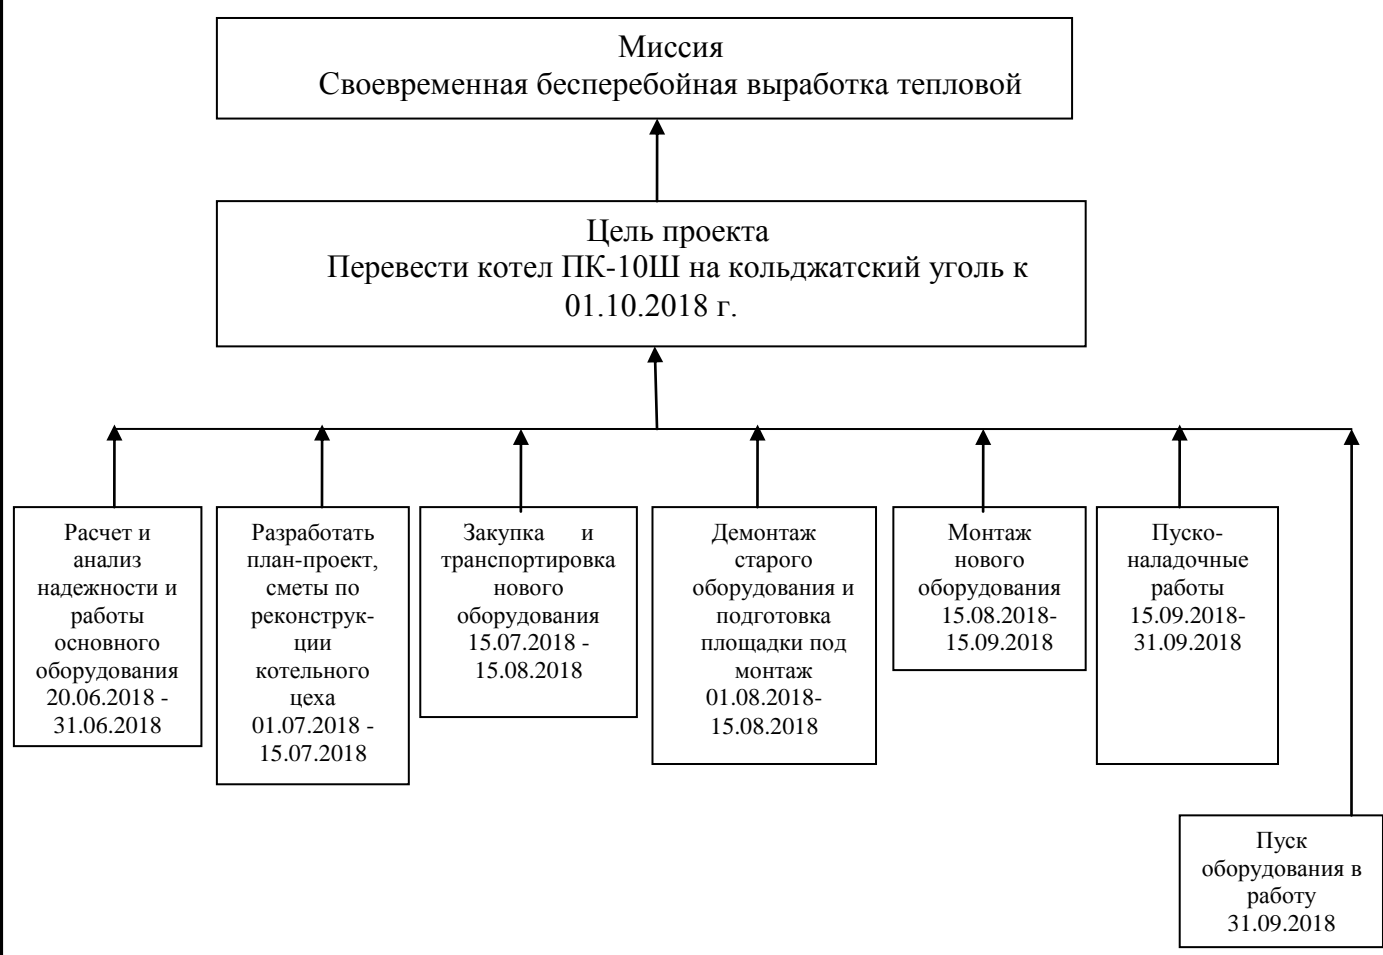 Миссия
Своевременная бесперебойная выработка тепловой
Цель проекта
Перевести котел ПК-10Ш на кольджатский уголь к
01.10.2018 г.
Расчет и
анализ
надежности и
работы
основного
оборудования
20.06.2018 -
31.06.2018
Разработать
план-проект,
сметы по
реконструк-
ции
котельного
цеха
01.07.2018 -
15.07.2018
Закупка и
транспортировка
нового
оборудования
15.07.2018 -
15.08.2018
Демонтаж
старого
оборудования и
подготовка
площадки под
монтаж
01.08.2018-
15.08.2018
Монтаж
нового
оборудования
15.08.2018-
15.09.2018
Пуско-
наладочные
работы
15.09.2018-
31.09.2018
Пуск
оборудования в
работу
31.09.2018